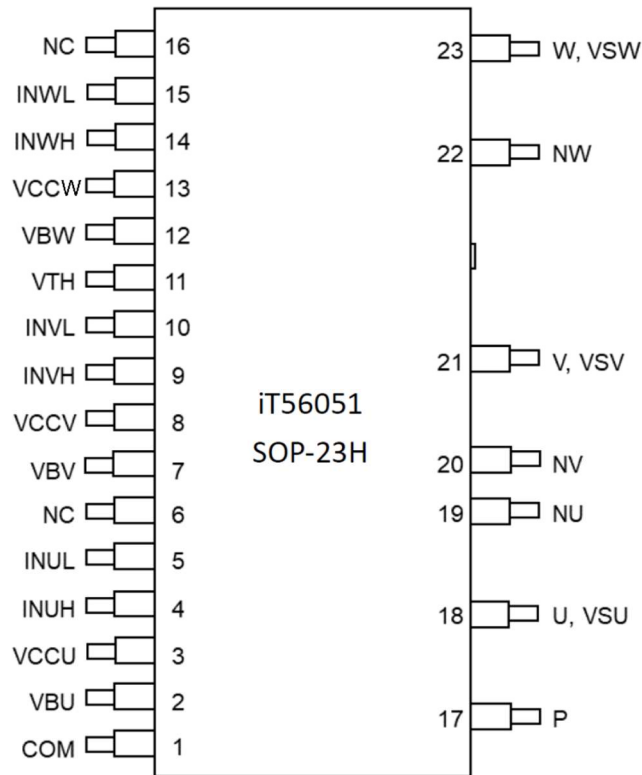 NC 16 23 W, VSW
INWL 15
INWH 14 22 NW
VCCW 13
VBW 12
VTH 11
INVL 10
INVH 9 21 V, VSV
VCCV 8
iT56051
SOP-23H
VBV 7 20 NV
NC 6 19 NU
INUL 5
INUH 4 18 U, VSU
VCCU 3
VBU 2 17 P
COM 1